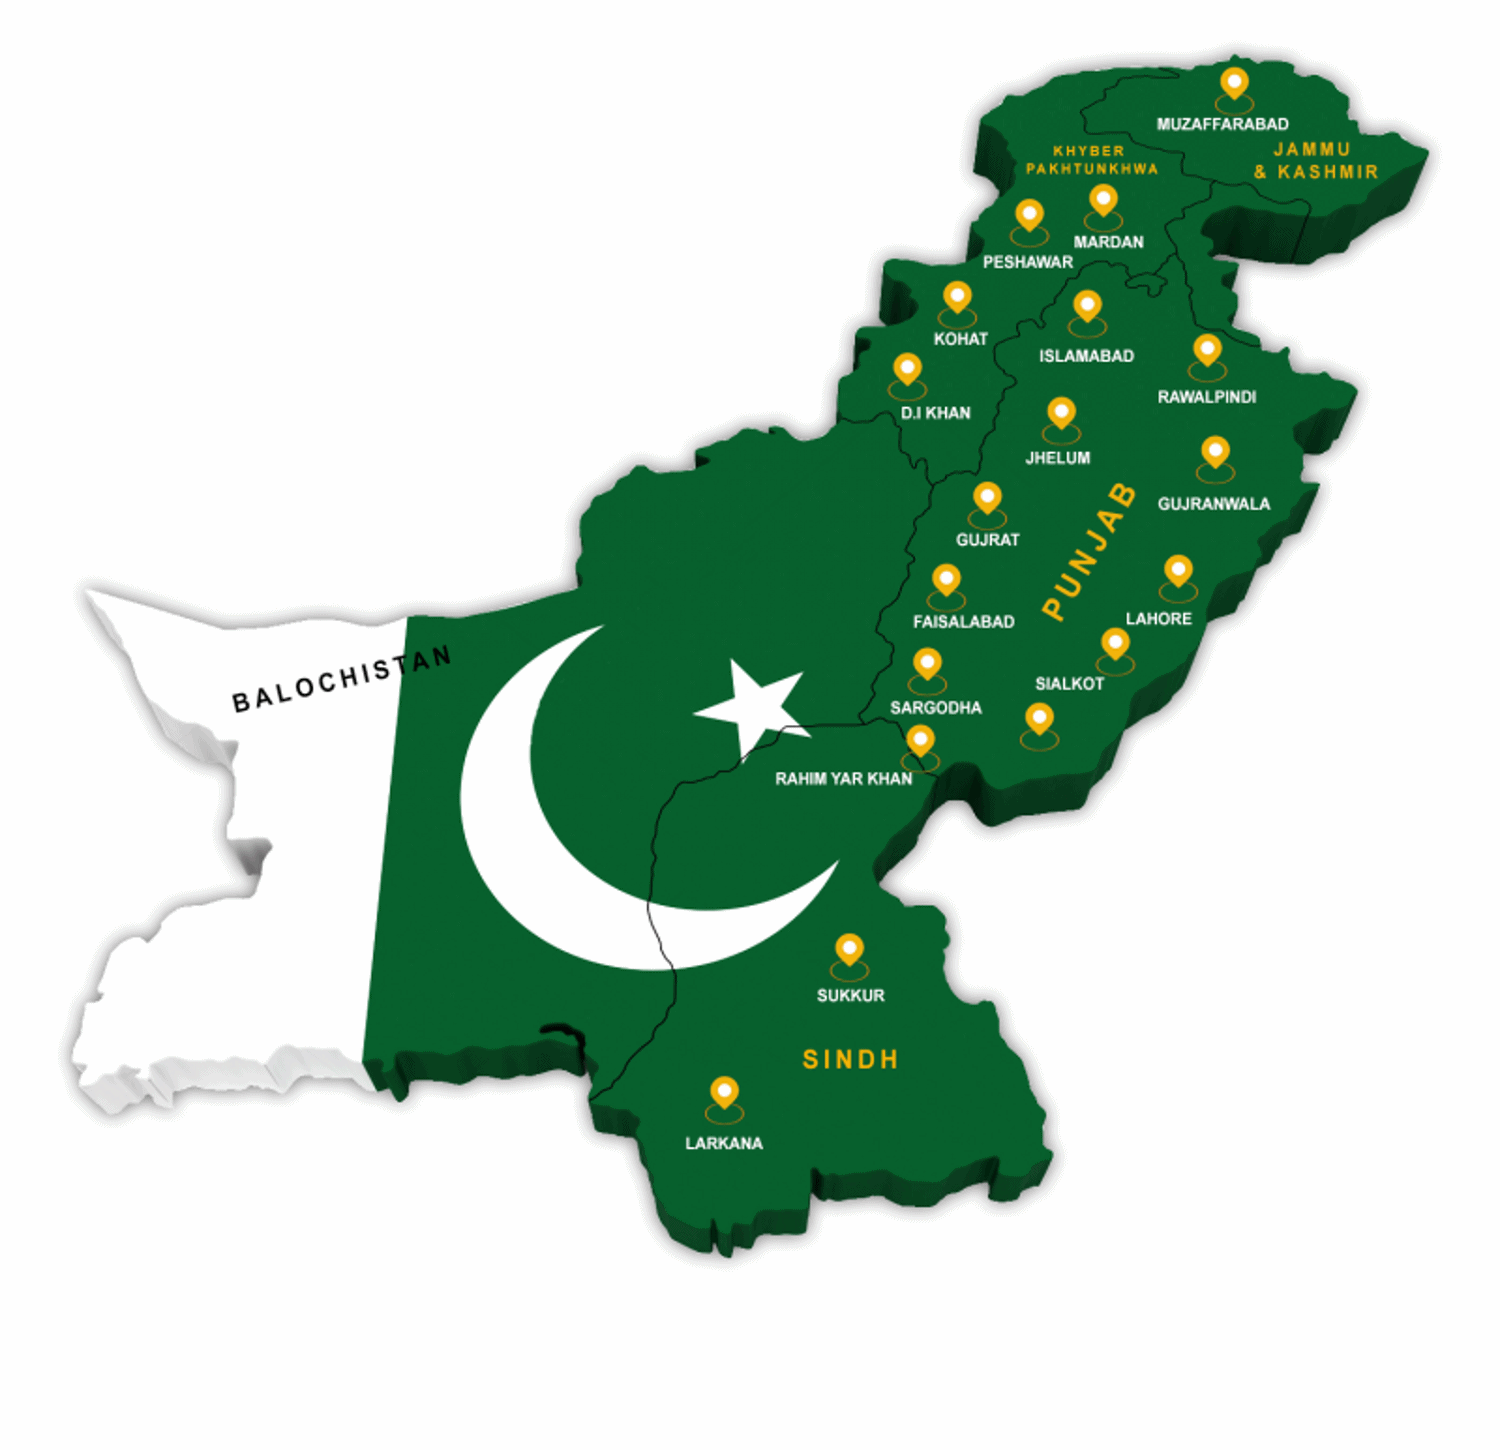 MUZAFFARABAD
JAMMU
& KASHMIR
KHYBER
PAKHTUNKHWA
MARDAN
PESHAWAR
KOHAT
ISLAMABAD
RAWALPINDI
D.I KHAN
JHELUM
GUJRANWALA
PUNJAB
GUJRAT
FAISALABAD
LAHORE
BALOCHISTAN
SIALKOT
SARGODHA
RAHIM YAR KHAN
SUKKUR
SINDH
LARKANA